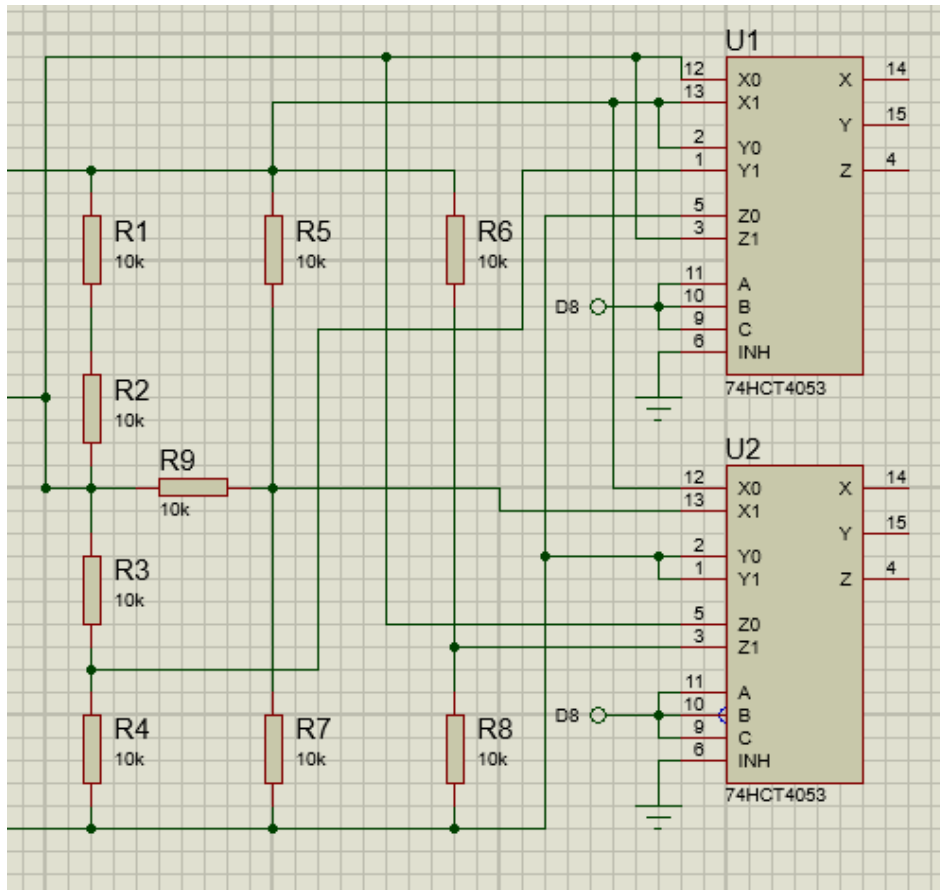 U1
12 X0 X 14
13 X1
Y 15
2 Y0
1 Y1 Z 4
5 Z0
3 Z1
11 A
D8 10 B
9 C
6 INH
74HCT4053
R1
10k
R5
10k
R6
10k
R2
10k
R9
10k
U2
12 X0 X 14
13 X1
Y 15
2 Y0
1 Y1 Z 4
5 Z0
3 Z1
11 A
D8 10 B
9 C
6 INH
74HCT4053
R3
10k
R4
10k
R7
10k
R8
10k